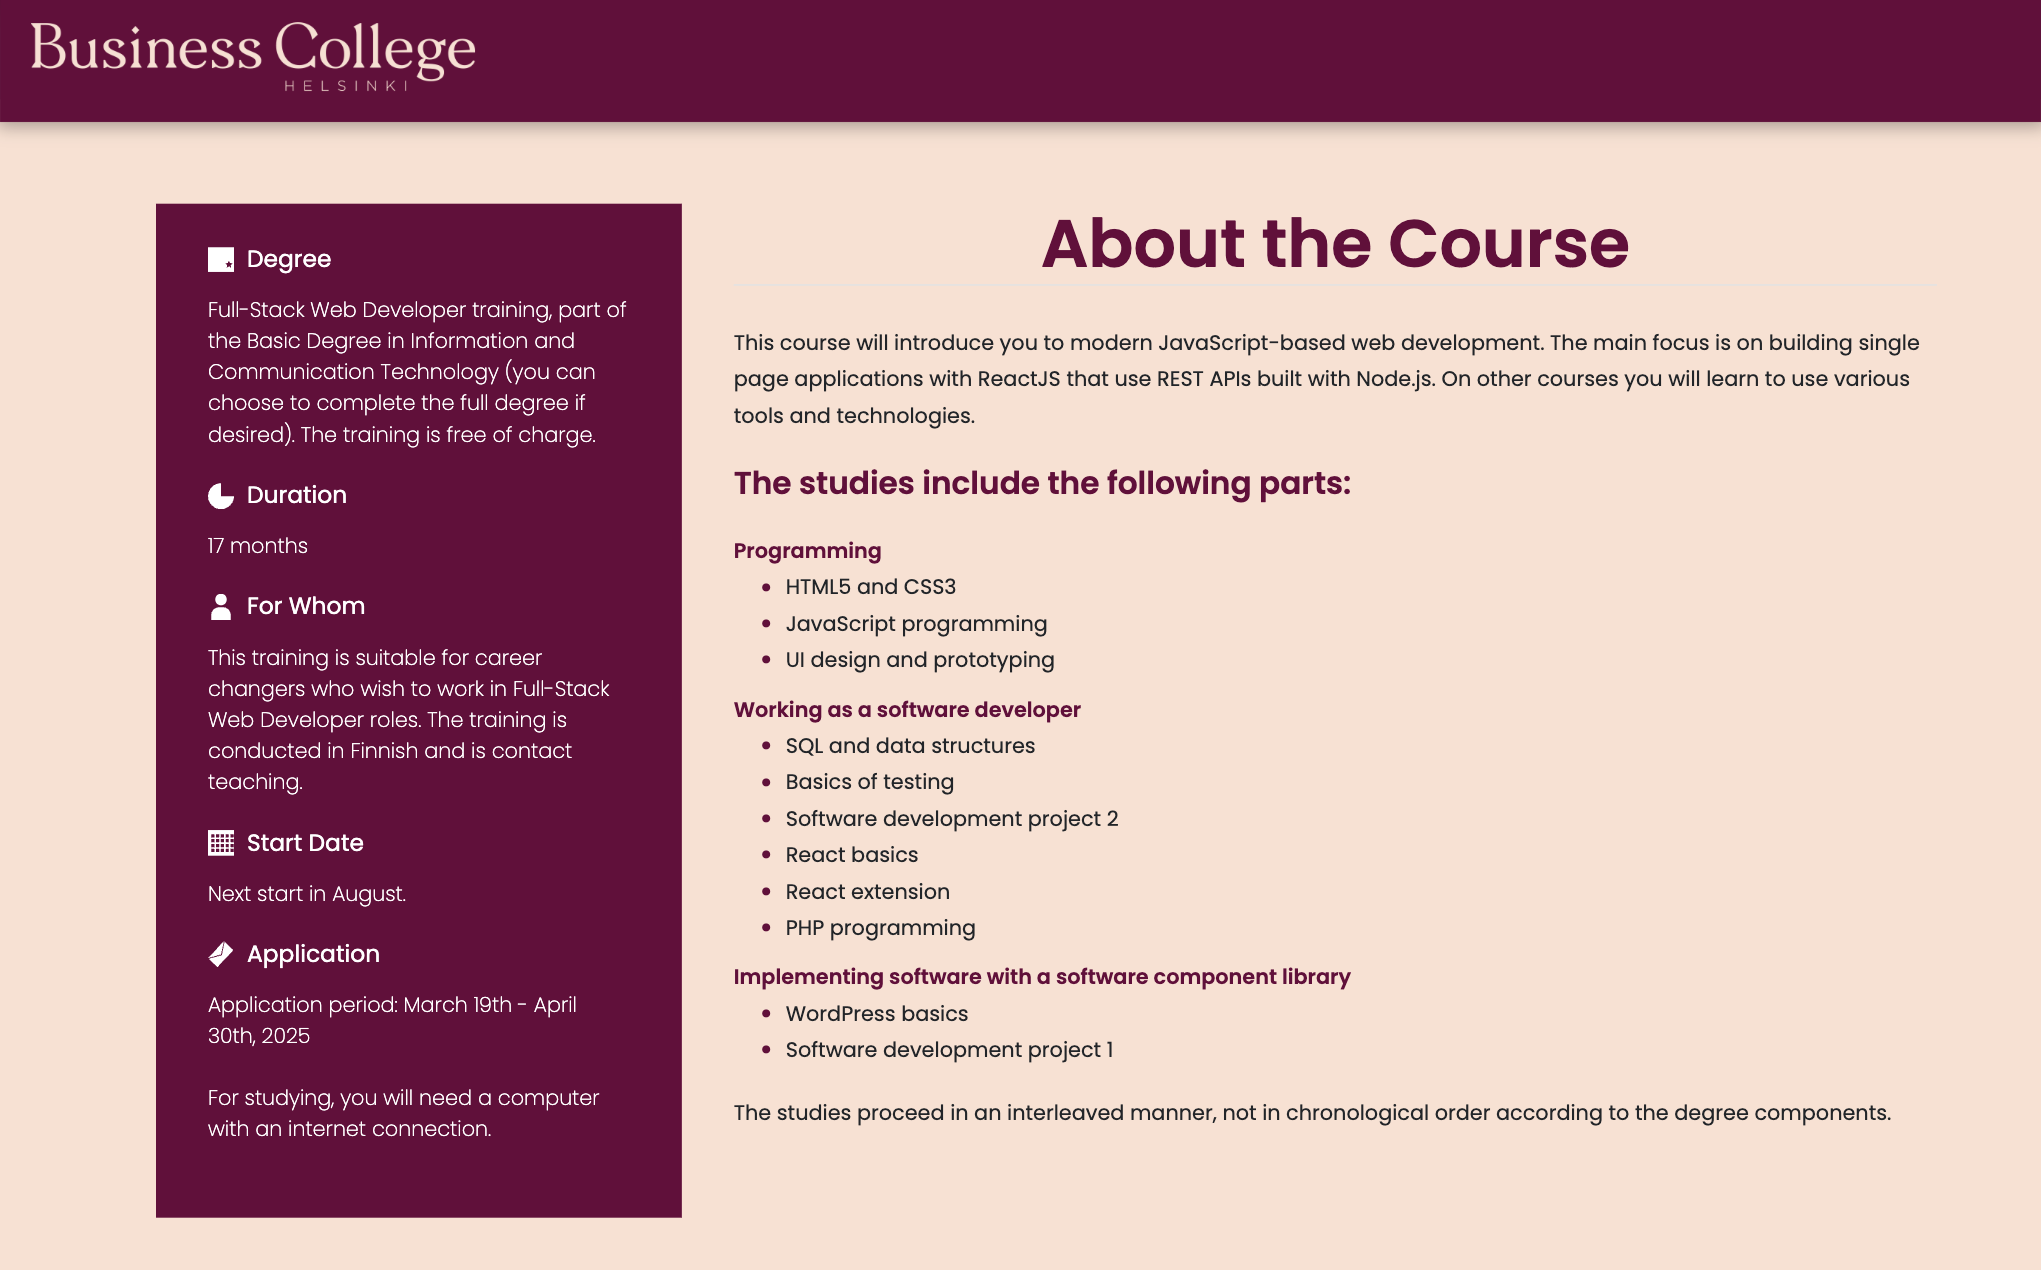 Business College
HELSINKI
Degree
Full-Stack Web Developer training, part of
the Basic Degree in Information and
Communication Technology (you can
choose to complete the full degree if
desired). The training is free of charge.
Duration
17 months
For Whom
This training is suitable for career
changers who wish to work in Full-Stack
Web Developer roles. The training is
conducted in Finnish and is contact
teaching.
Start Date
Next start in August.
Application
Application period: March 19th - April
30th, 2025
For studying, you will need a computer
with an internet connection.
About the Course
This course will introduce you to modern JavaScript-based web development. The main focus is on building single
page applications with ReactJS that use REST APIs built with Node.js. On other courses you will learn to use various
tools and technologies.
The studies include the following parts:
Programming
• HTML5 and CSS3
• JavaScript programming
• UI design and prototyping
Working as a software developer
• SQL and data structures
• Basics of testing
• Software development project 2
• React basics
• React extension
• PHP programming
Implementing software with a software component library
• WordPress basics
• Software development project 1
The studies proceed in an interleaved manner, not in chronological order according to the degree components.